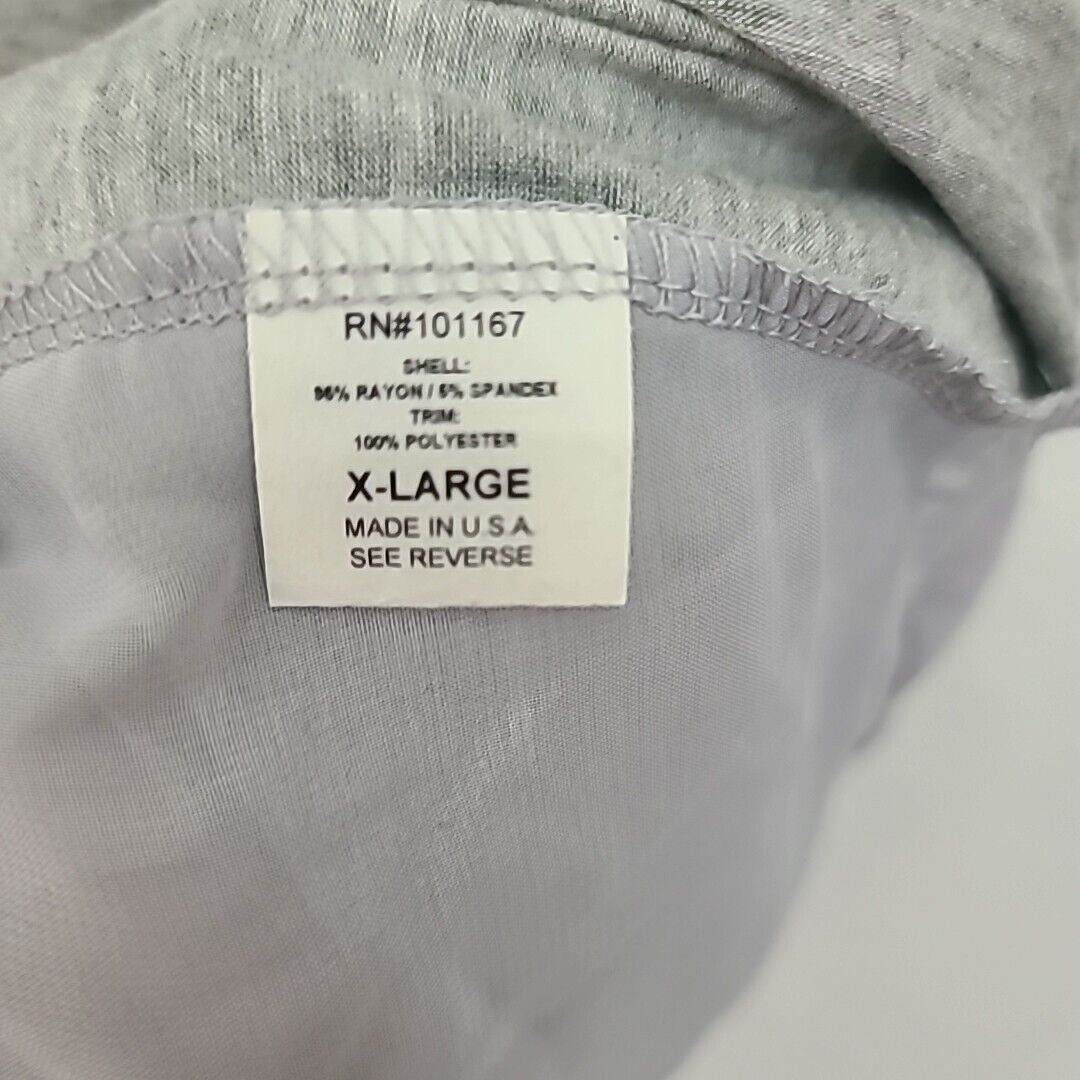 RN#101167
SHELL:
95% RAYON / 5% SPANDEX
TRIM:
100% POLYESTER
X-LARGE
MADE IN U.S.A.
SEE REVERSE